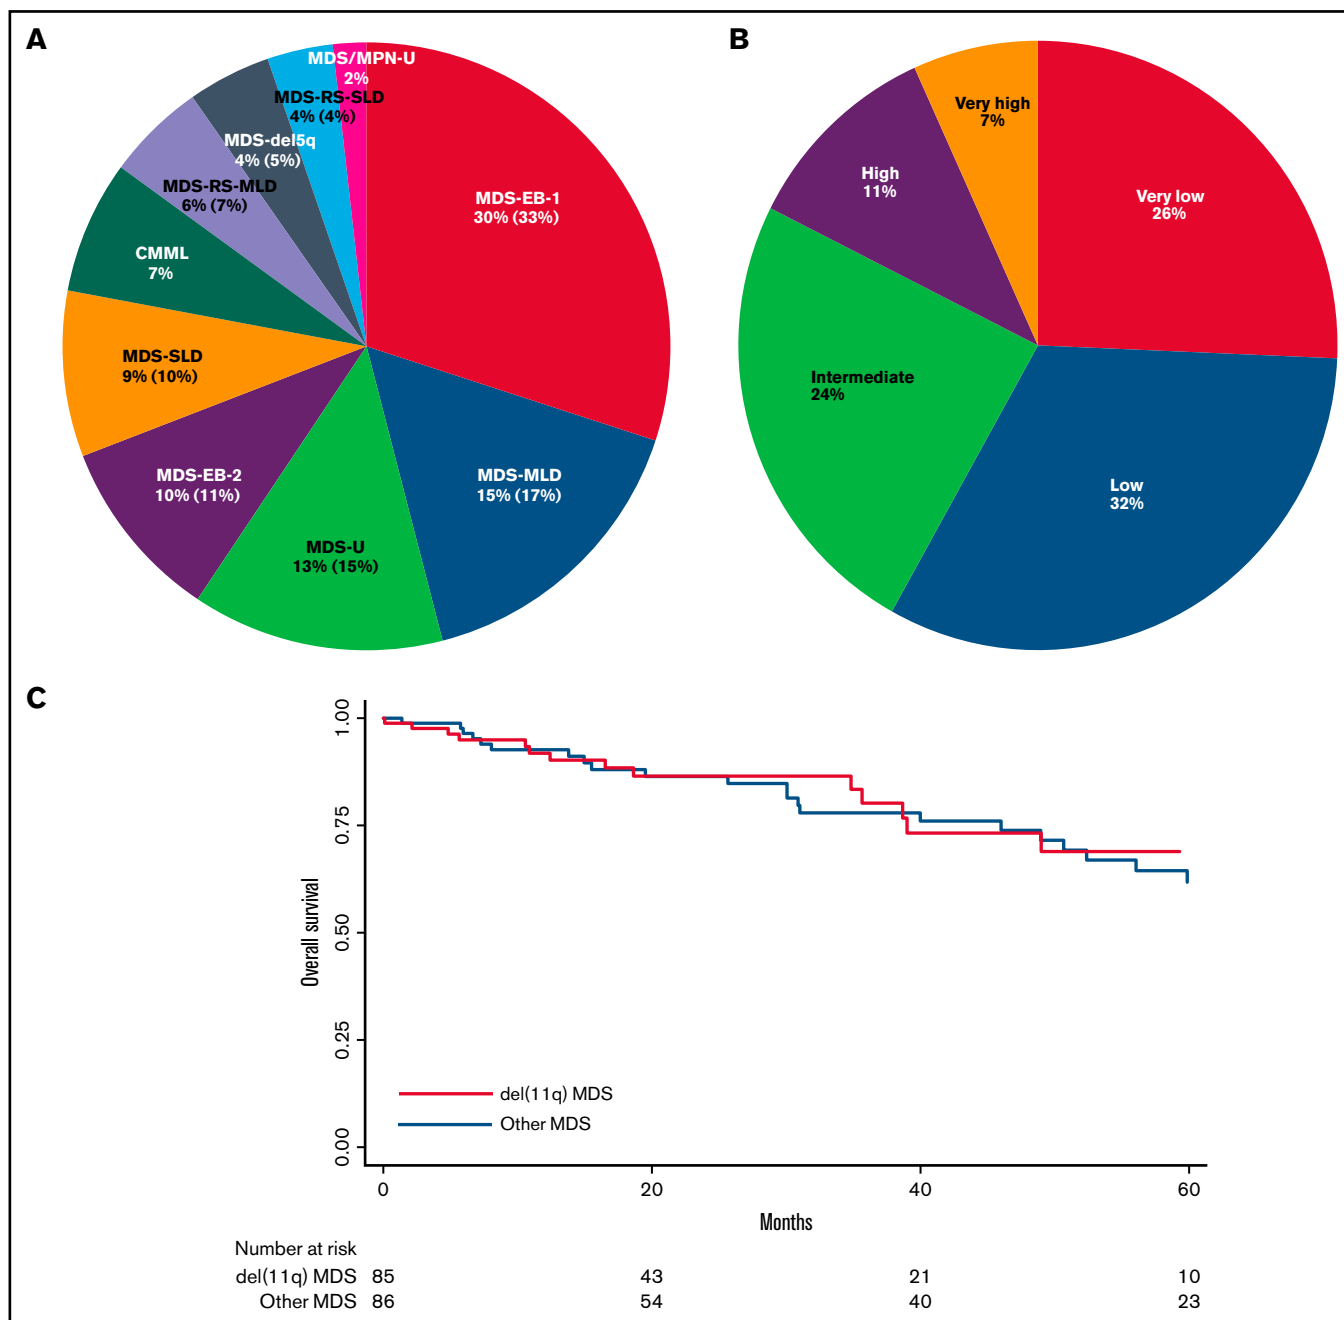 A
MDS/MPN-U
2%
MDS-RS-SLD
4% (4%)
MDS-del5q
4% (5%)
MDS-RS-MLD
6% (7%)
CMML
7%
MDS-SLD
9% (10%)
MDS-EB-2
10% (11%)
MDS-U
13% (15%)
MDS-MLD
15% (17%)
MDS-EB-1
30% (33%)
B
Very high
7%
High
11%
Very low
26%
Intermediate
24%
Low
32%
C
Overall survival
1.00
0.75
0.50
0.25
0.00
del(11q) MDS
Other MDS
0 20 40 60
Months
Number at risk
del(11q) MDS 85 43 21 10
Other MDS 86 54 40 23